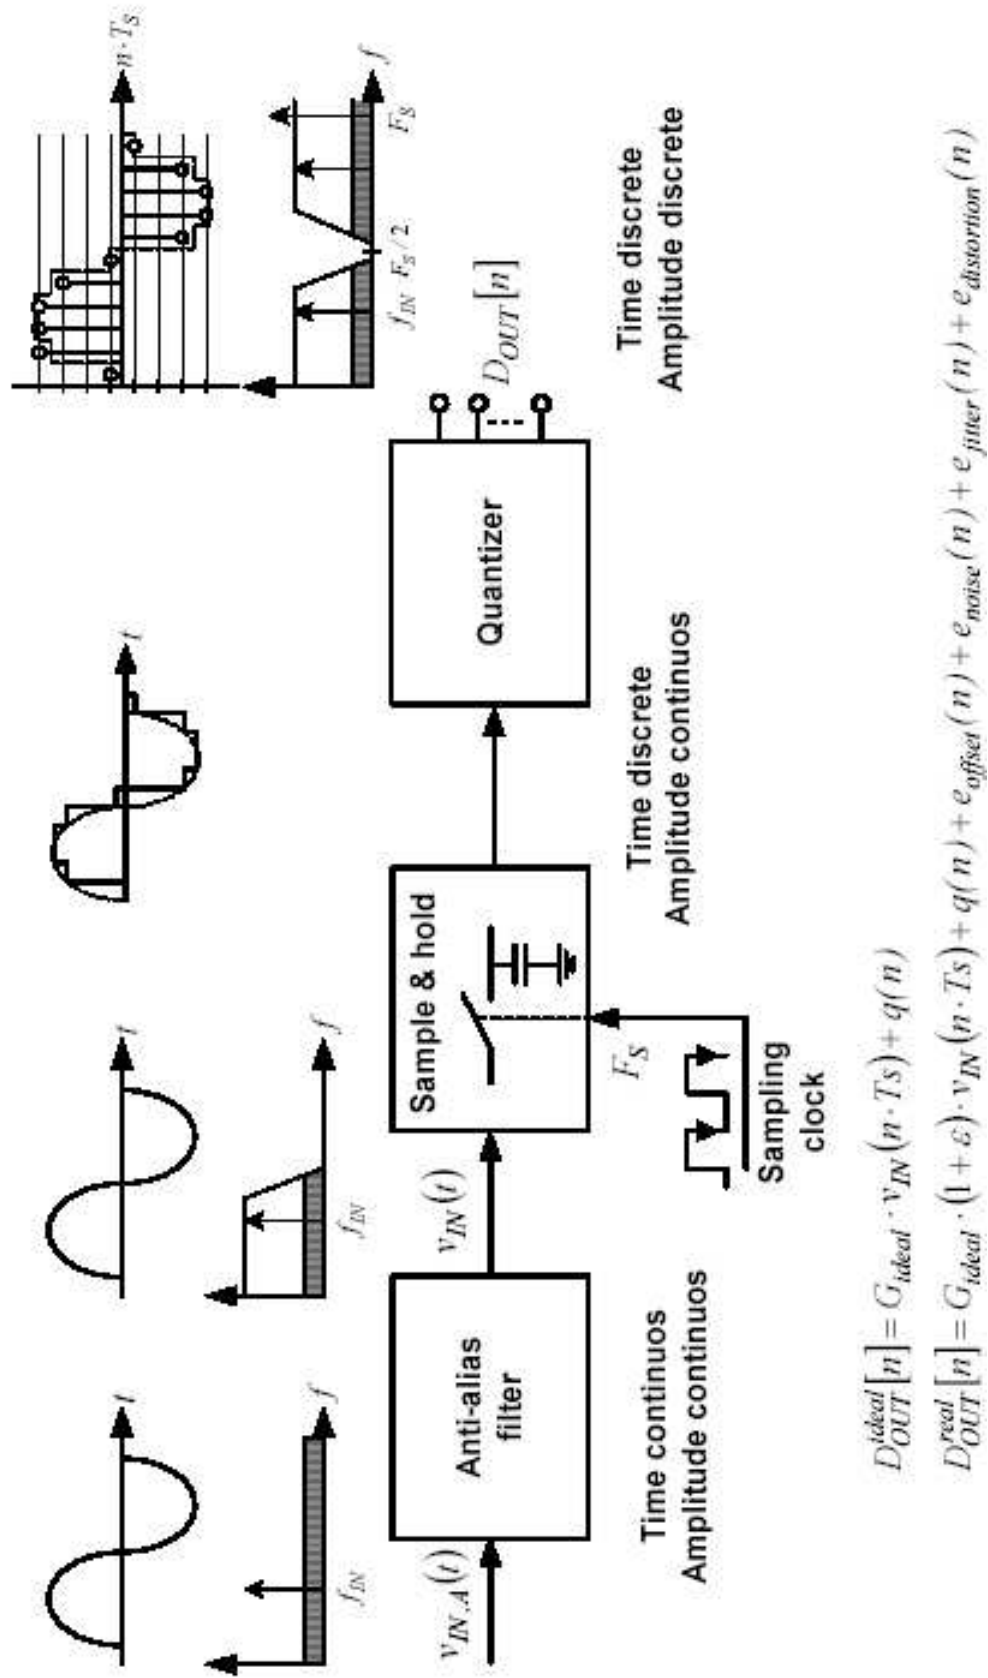 t
t
t
n·T_S
f_IN
f
f_IN
f
f_IN
F_S/2
F_S
f
v_IN,A(t)
Anti-alias
filter
v_IN(t)
Sample & hold
Quantizer
D_OUT[n]
F_S
Sampling
clock
Time continuos
Amplitude continuos
Time discrete
Amplitude continuos
Time discrete
Amplitude discrete
D_OUT^ideal[n] = G_ideal · v_IN(n·Ts) + q(n)
D_OUT^real[n] = G_ideal · (1 + ε) · v_IN(n·Ts) + q(n) + e_offset(n) + e_noise(n) + e_jitter(n) + e_distortion(n)